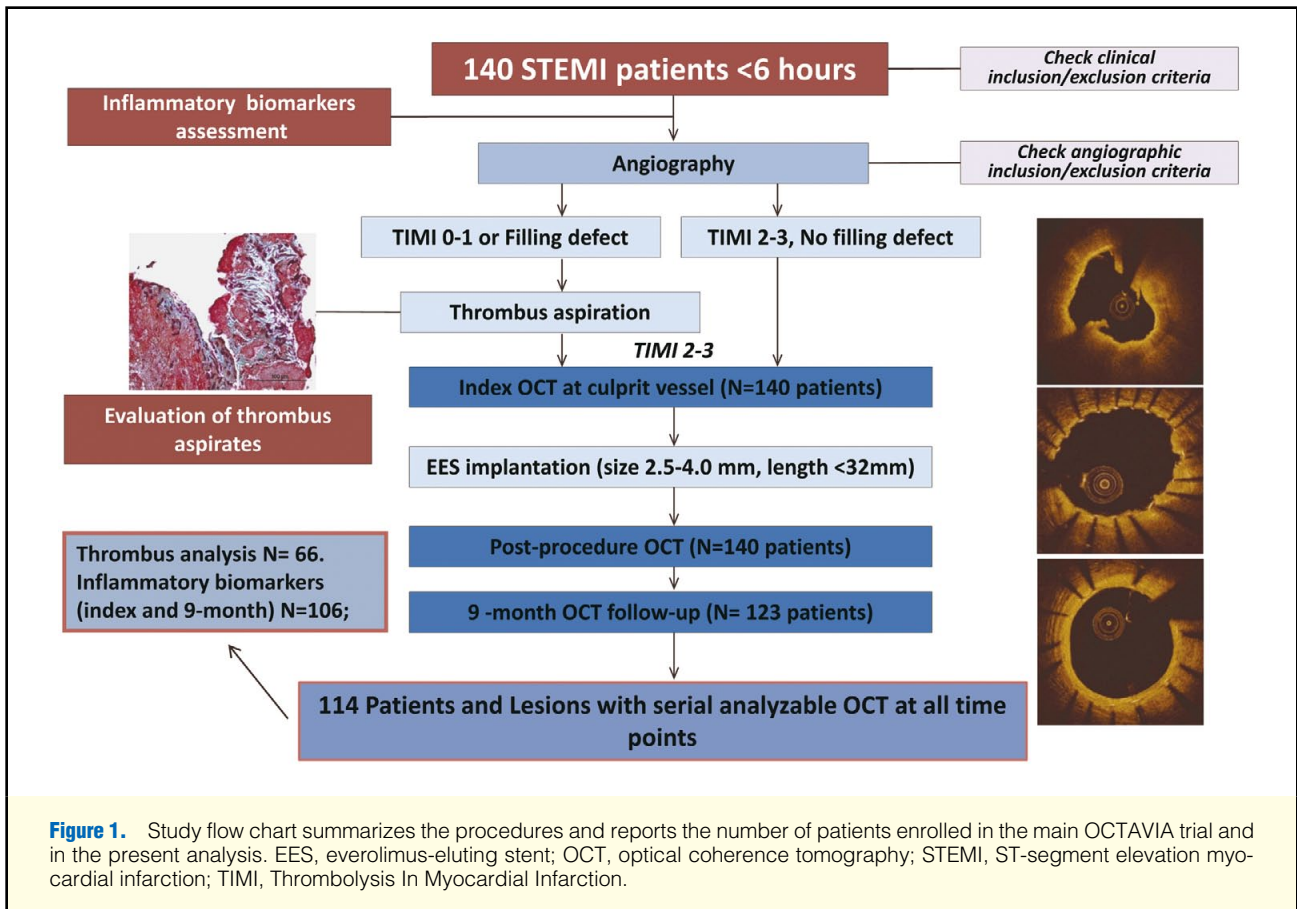 140 STEMI patients <6 hours
Check clinical
inclusion/exclusion criteria
Inflammatory biomarkers
assessment
Angiography
Check angiographic
inclusion/exclusion criteria
TIMI 0-1 or Filling defect
TIMI 2-3, No filling defect
Thrombus aspiration
TIMI 2-3
Evaluation of thrombus
aspirates
Index OCT at culprit vessel (N=140 patients)
EES implantation (size 2.5-4.0 mm, length <32mm)
Post-procedure OCT (N=140 patients)
Thrombus analysis N= 66.
Inflammatory biomarkers
(index and 9-month) N=106;
9 -month OCT follow-up (N= 123 patients)
114 Patients and Lesions with serial analyzable OCT at all time
points
Figure 1. Study flow chart summarizes the procedures and reports the number of patients enrolled in the main OCTAVIA trial and
in the present analysis. EES, everolimus-eluting stent; OCT, optical coherence tomography; STEMI, ST-segment elevation myo-
cardial infarction; TIMI, Thrombolysis In Myocardial Infarction.